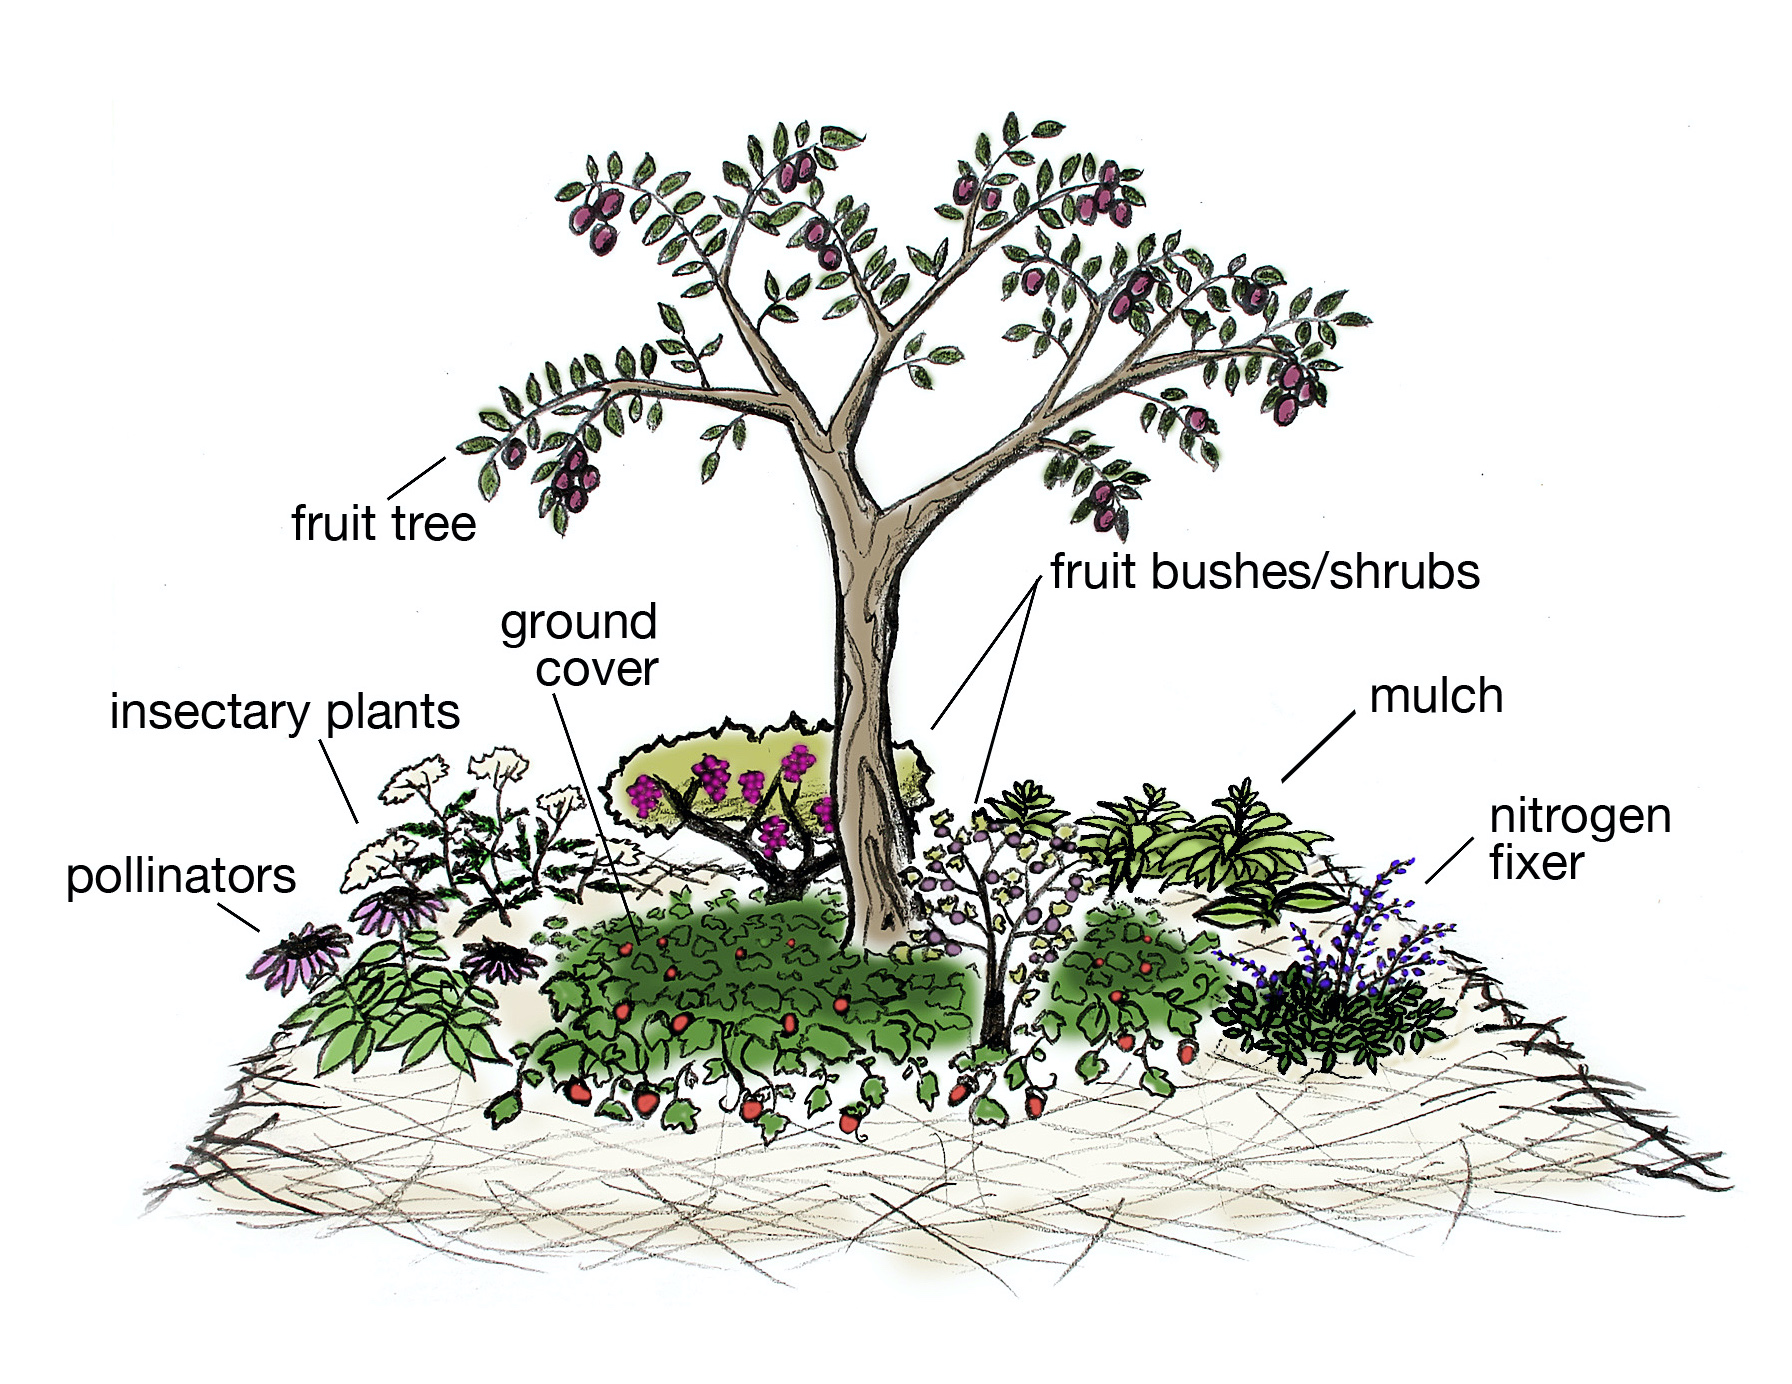 fruit tree
fruit bushes/shrubs
ground
cover
insectary plants
mulch
nitrogen
fixer
pollinators